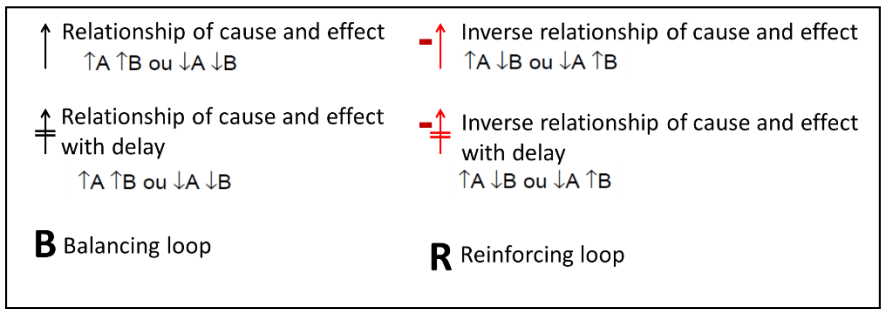 Relationship of cause and effect
↑A ↑B ou ↓A ↓B
Relationship of cause and effect
with delay
↑A ↑B ou ↓A ↓B
B Balancing loop
- Inverse relationship of cause and effect
↑A ↓B ou ↓A ↑B
- Inverse relationship of cause and effect
with delay
↑A ↓B ou ↓A ↑B
R Reinforcing loop